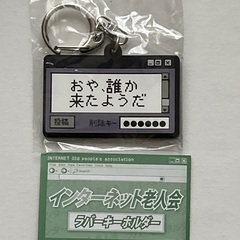 おや、誰か
来たようだ
投稿
削除キー ●●●●●●
INTERNET Old people's association
インターネット老人会
ラバーキーホルダー